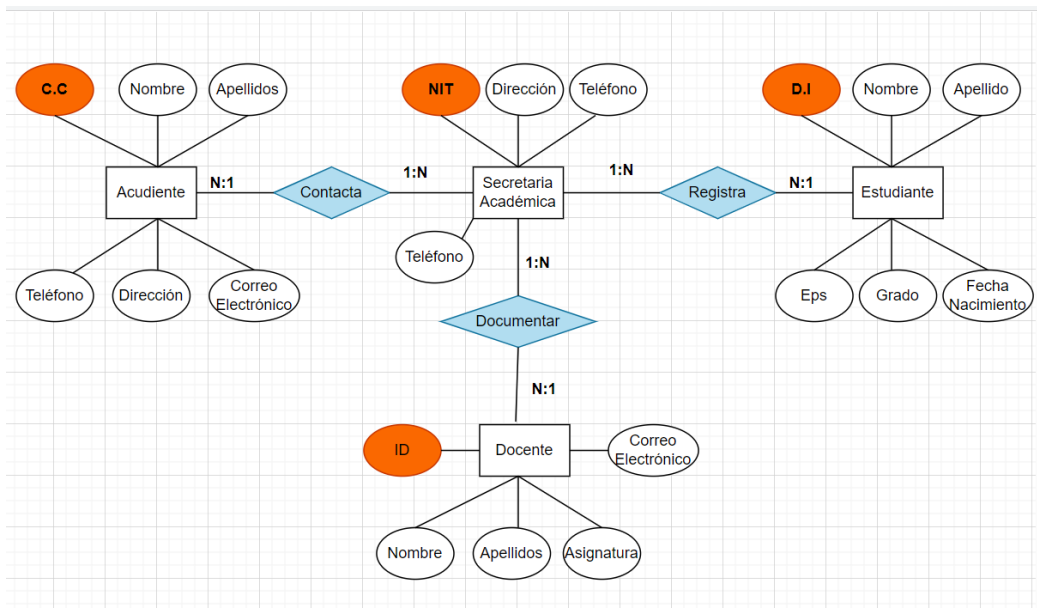 C.C
Nombre
Apellidos
NIT
Dirección
Teléfono
D.I
Nombre
Apellido
Acudiente
N:1
Contacta
1:N
Secretaria
Académica
1:N
Registra
N:1
Estudiante
Teléfono
Dirección
Correo
Electrónico
Teléfono
1:N
Eps
Grado
Fecha
Nacimiento
Documentar
N:1
ID
Docente
Correo
Electrónico
Nombre
Apellidos
Asignatura